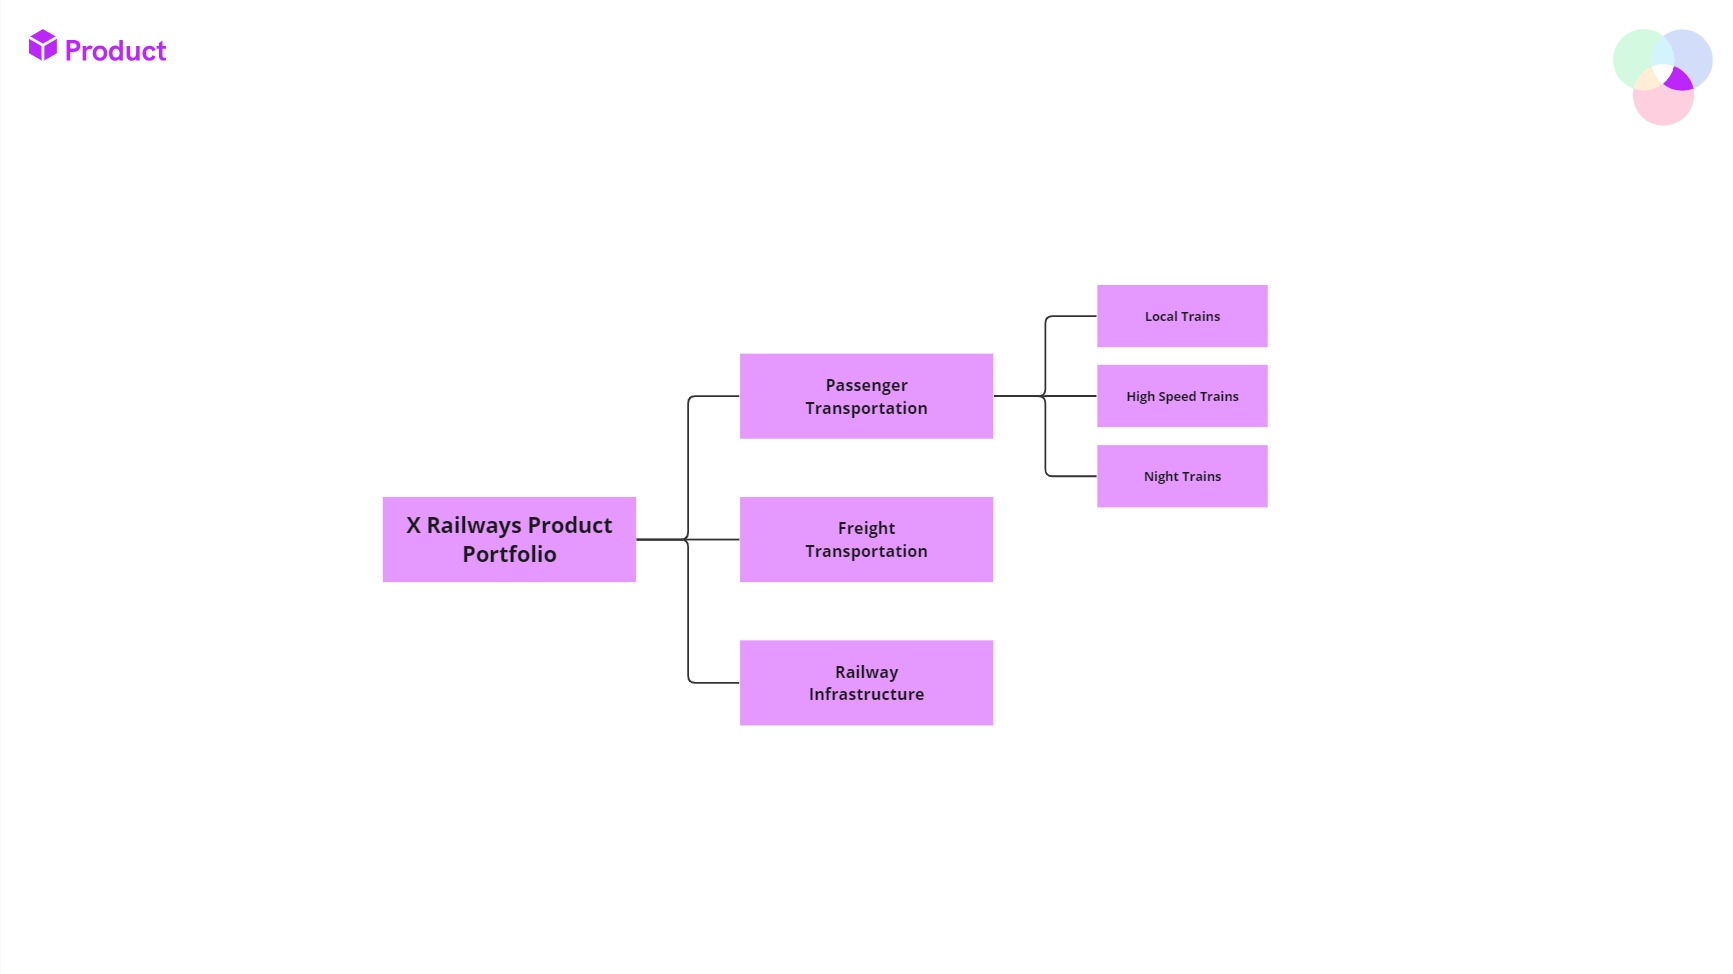 Product
Local Trains
Passenger
Transportation
High Speed Trains
Night Trains
X Railways Product
Portfolio
Freight
Transportation
Railway
Infrastructure